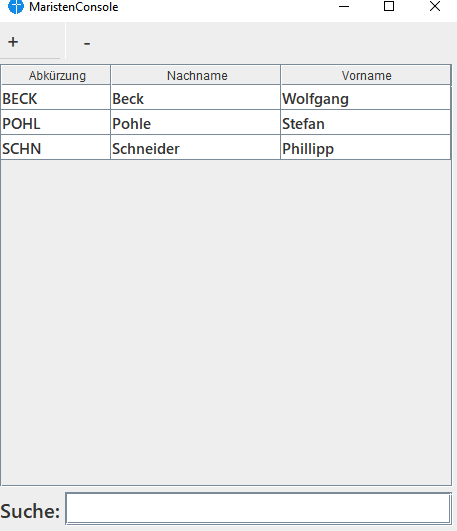 MaristenConsole
+ -
Abkürzung Nachname Vorname
BECK Beck Wolfgang
POHL Pohle Stefan
SCHN Schneider Phillipp
Suche: